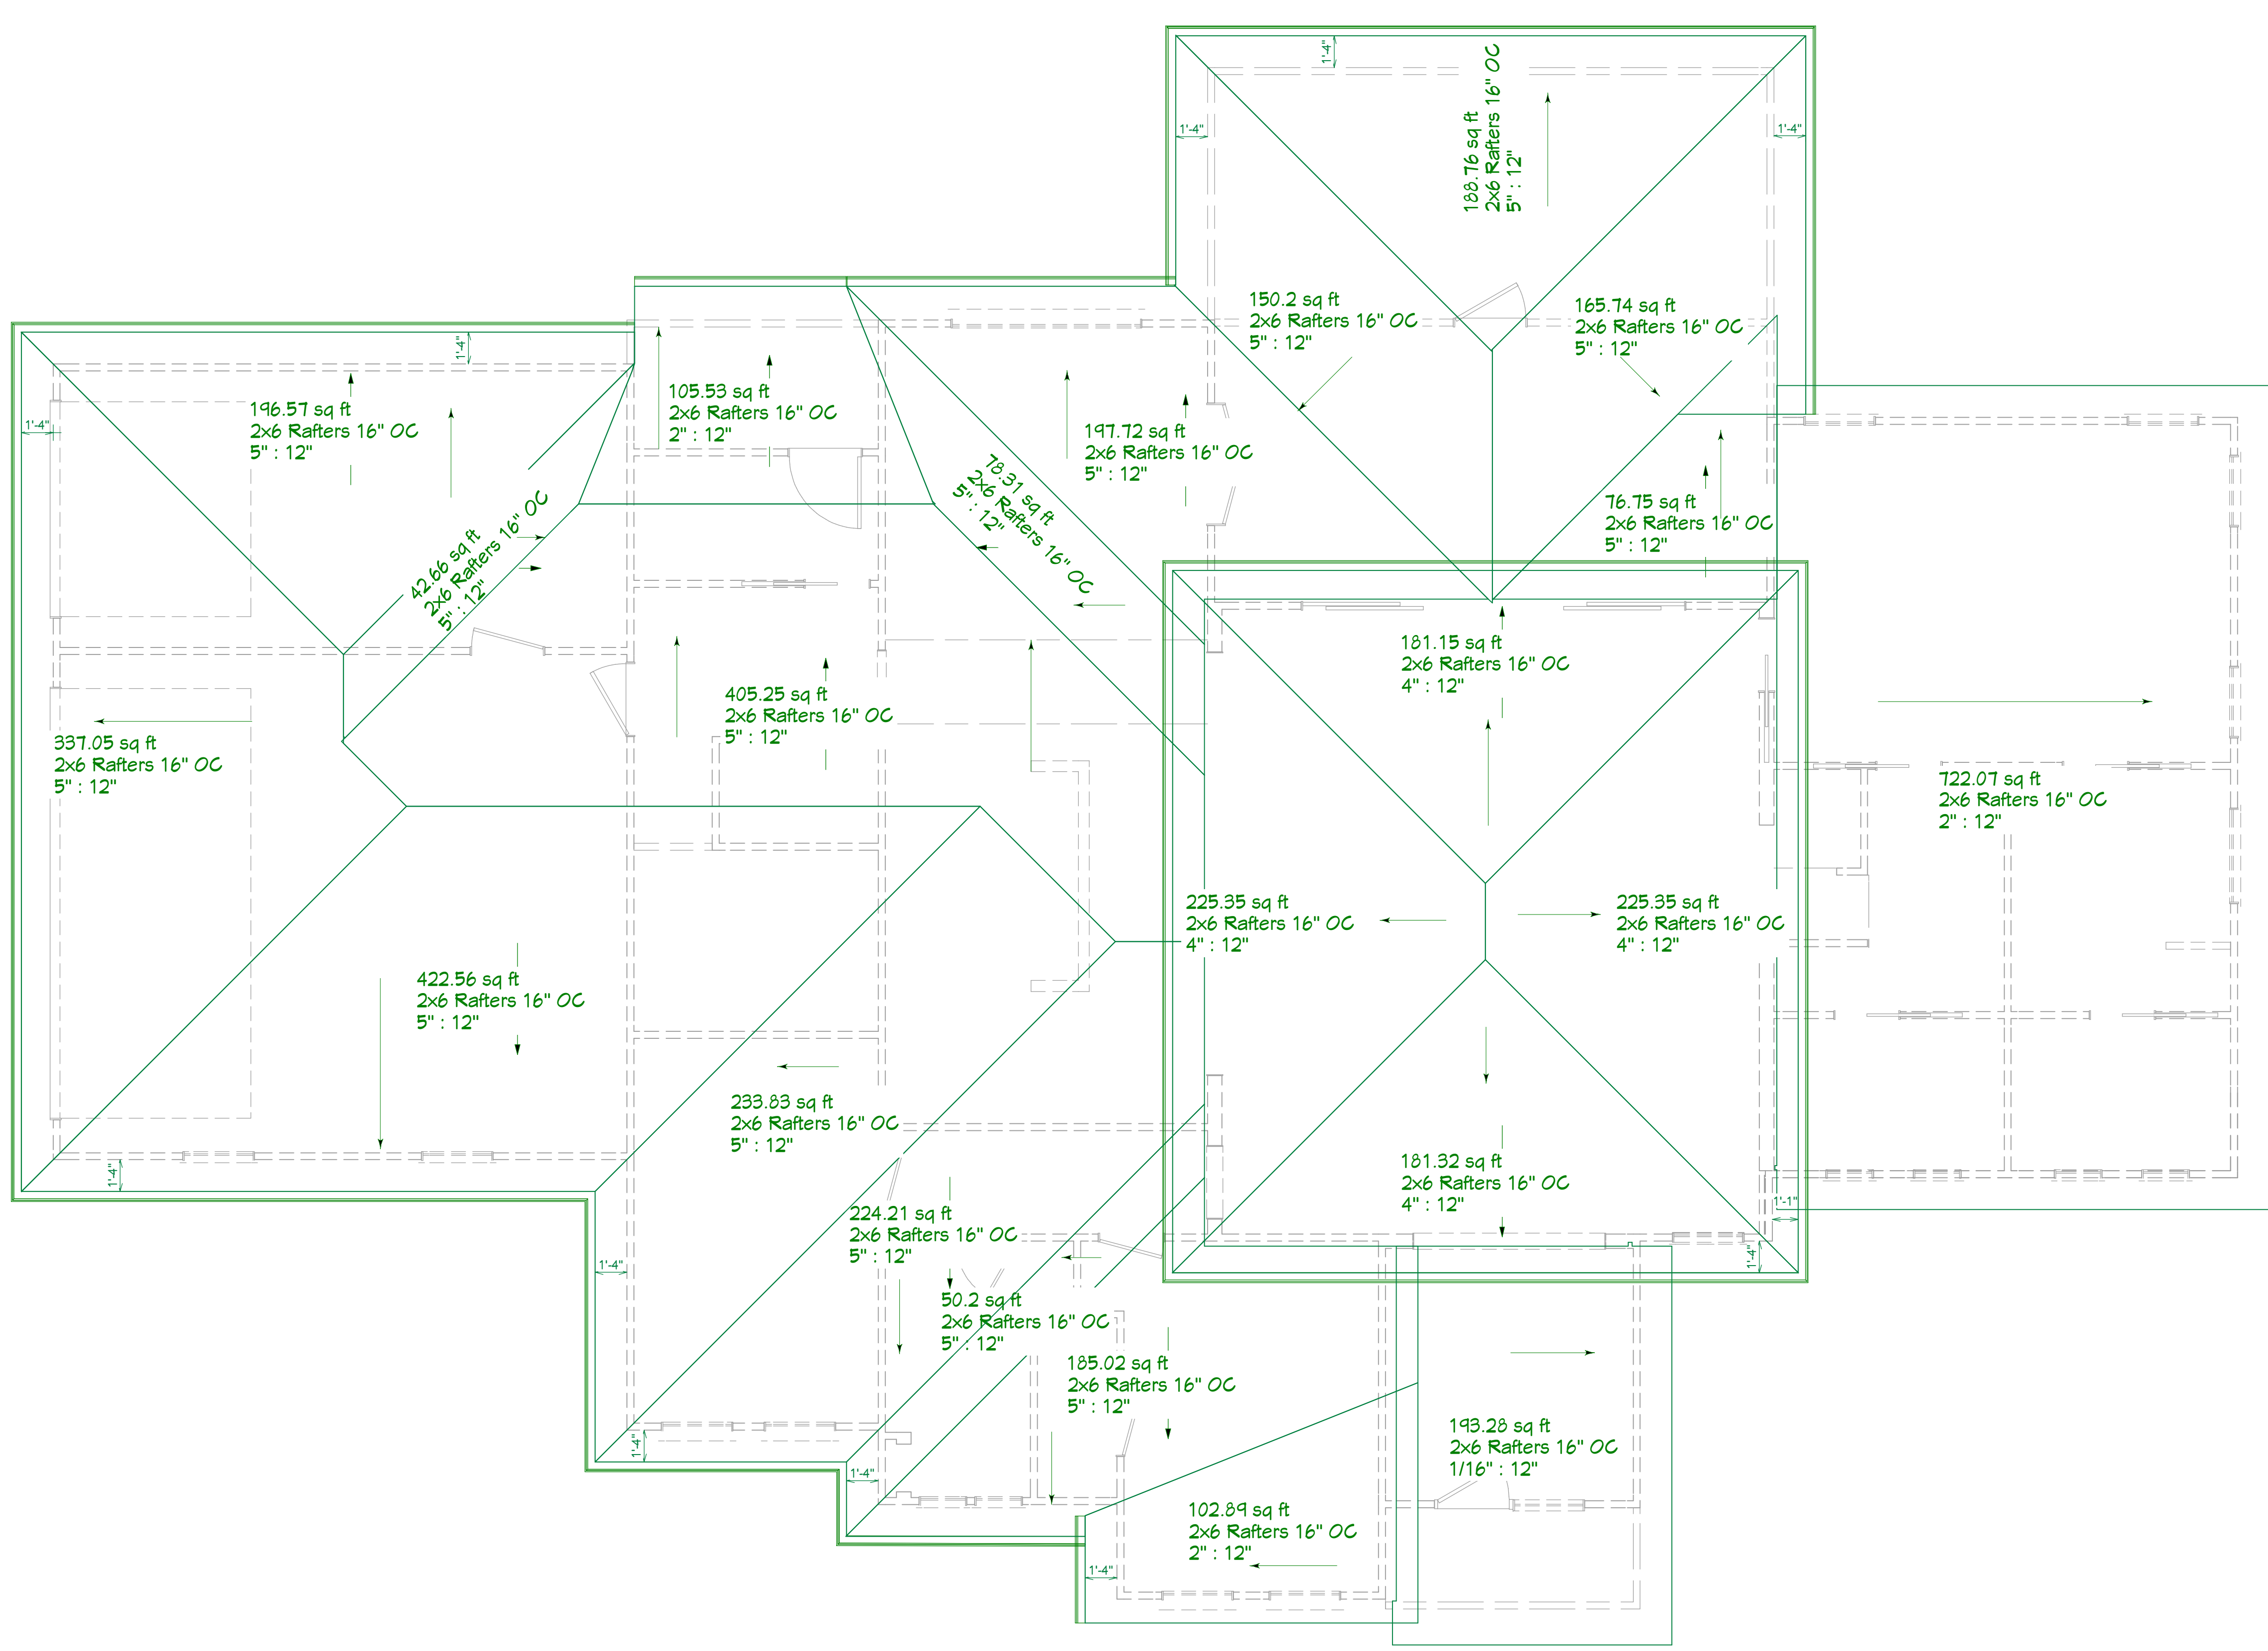 1'-4"
188.76 sq ft
2x6 Rafters 16" OC
5" : 12"
1'-4"
1'-4"
150.2 sq ft
2x6 Rafters 16" OC
5" : 12"
165.74 sq ft
2x6 Rafters 16" OC
5" : 12"
1'-4"
1'-4"
196.57 sq ft
2x6 Rafters 16" OC
5" : 12"
105.53 sq ft
2x6 Rafters 16" OC
2" : 12"
197.72 sq ft
2x6 Rafters 16" OC
5" : 12"
78.31 sq ft
2x6 Rafters 16" OC
5" : 12"
76.75 sq ft
2x6 Rafters 16" OC
5" : 12"
42.66 sq ft
2x6 Rafters 16" OC
5" : 12"
181.15 sq ft
2x6 Rafters 16" OC
4" : 12"
405.25 sq ft
2x6 Rafters 16" OC
5" : 12"
337.05 sq ft
2x6 Rafters 16" OC
5" : 12"
722.07 sq ft
2x6 Rafters 16" OC
2" : 12"
225.35 sq ft
2x6 Rafters 16" OC
4" : 12"
225.35 sq ft
2x6 Rafters 16" OC
4" : 12"
422.56 sq ft
2x6 Rafters 16" OC
5" : 12"
233.83 sq ft
2x6 Rafters 16" OC
5" : 12"
1'-4"
181.32 sq ft
2x6 Rafters 16" OC
4" : 12"
1'-1"
224.21 sq ft
2x6 Rafters 16" OC
5" : 12"
1'-4"
1'-4"
50.2 sq ft
2x6 Rafters 16" OC
5" : 12"
185.02 sq ft
2x6 Rafters 16" OC
5" : 12"
1'-4"
1'-4"
193.28 sq ft
2x6 Rafters 16" OC
1/16" : 12"
102.89 sq ft
2x6 Rafters 16" OC
2" : 12"
1'-4"